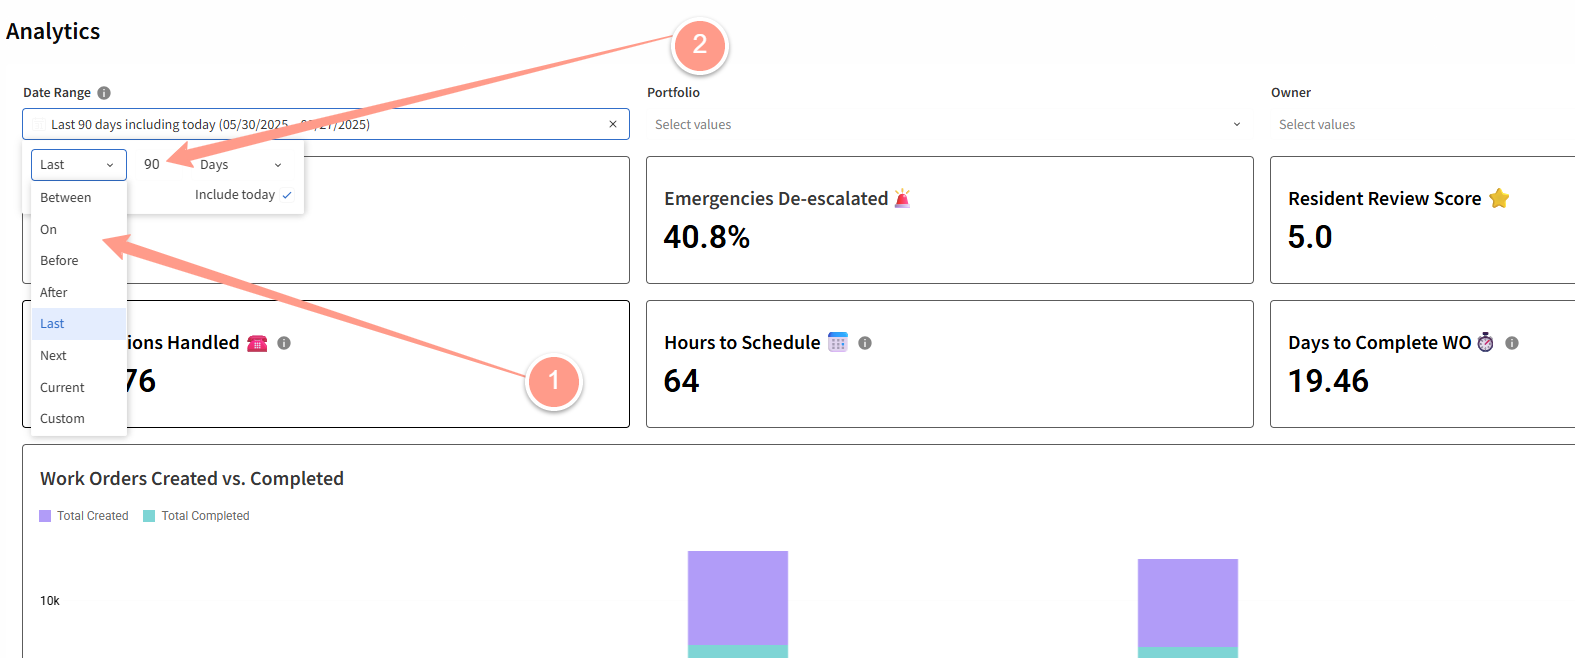 Analytics
2
Date Range
Portfolio
Owner
Last 90 days including today (05/30/2025
/2025)
Select values
Select values
Last
90
Days
Include today
Between
On
Before
After
Last
Next
Current
Custom
Emergencies De-escalated
40.8%
Resident Review Score
5.0
ions Handled
76
1
Hours to Schedule
64
Days to Complete WO
19.46
Work Orders Created vs. Completed
Total Created
Total Completed
10k